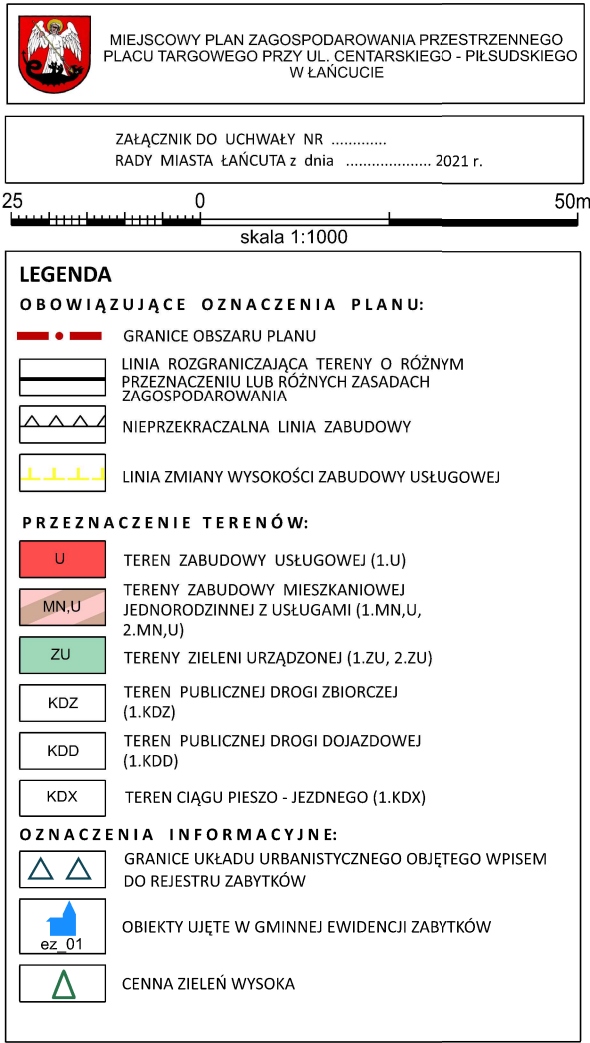 MIEJSCOWY PLAN ZAGOSPODAROWANIA PRZESTRZENNEGO
PLACU TARGOWEGO PRZY UL. CENTARSKIEGO - PIŁSUDSKIEGO
W ŁAŃCUCIE
ZAŁĄCZNIK DO UCHWAŁY NR .............
RADY MIASTA ŁAŃCUTA z dnia .................... 2021 r.
25 0 50m
skala 1:1000
LEGENDA
OBOWIĄZUJĄCE OZNACZENIA PLANU:
GRANICE OBSZARU PLANU
LINIA ROZGRANICZAJĄCA TERENY O RÓŻNYM
PRZEZNACZENIU LUB RÓŻNYCH ZASADACH
ZAGOSPODAROWANIA
NIEPRZEKRACZALNA LINIA ZABUDOWY
LINIA ZMIANY WYSOKOŚCI ZABUDOWY USŁUGOWEJ
PRZEZNACZENIE TERENÓW:
U TEREN ZABUDOWY USŁUGOWEJ (1.U)
MN,U TERENY ZABUDOWY MIESZKANIOWEJ
JEDNORODZINNEJ Z USŁUGAMI (1.MN,U,
2.MN,U)
ZU TERENY ZIELENI URZĄDZONEJ (1.ZU, 2.ZU)
KDZ TEREN PUBLICZNEJ DROGI ZBIORCZEJ
(1.KDZ)
KDD TEREN PUBLICZNEJ DROGI DOJAZDOWEJ
(1.KDD)
KDX TEREN CIĄGU PIESZO - JEZDNEGO (1.KDX)
OZNACZENIA INFORMACYJNE:
GRANICE UKŁADU URBANISTYCZNEGO OBJĘTEGO WPISEM
DO REJESTRU ZABYTKÓW
ez_01 OBIEKTY UJĘTE W GMINNEJ EWIDENCJI ZABYTKÓW
CENNA ZIELEŃ WYSOKA